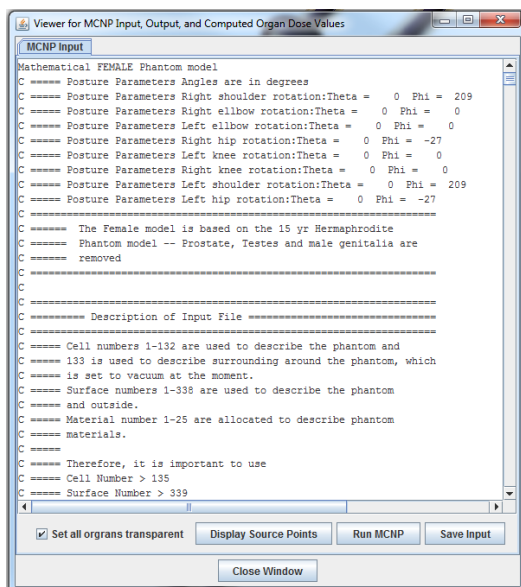 Viewer for MCNP Input, Output, and Computed Organ Dose Values
MCNP Input
Mathematical FEMALE Phantom model
C ===== Posture Parameters Angles are in degrees
C ===== Posture Parameters Right shoulder rotation:Theta =    0  Phi =  209
C ===== Posture Parameters Right ellbow rotation:Theta =    0  Phi =    0
C ===== Posture Parameters Left ellbow rotation:Theta =    0  Phi =    0
C ===== Posture Parameters Right hip rotation:Theta =    0  Phi =  -27
C ===== Posture Parameters Left knee rotation:Theta =    0  Phi =    0
C ===== Posture Parameters Right knee rotation:Theta =    0  Phi =    0
C ===== Posture Parameters Left shoulder rotation:Theta =    0  Phi =  209
C ===== Posture Parameters Left hip rotation:Theta =    0  Phi =  -27
C ================================================================
C ======  The Female model is based on the 15 yr Hermaphrodite
C ======  Phantom model -- Prostate, Testes and male genitalia are
C ======  removed
C ================================================================
C
C ================================================================
C ========= Description of Input File ==============================
C ================================================================
C ===== Cell numbers 1-132 are used to describe the phantom and
C ===== 133 is used to describe surrounding around the phantom, which
C ===== is set to vacuum at the moment.
C ===== Surface numbers 1-338 are used to describe the phantom
C ===== and outside.
C ===== Material number 1-25 are allocated to describe phantom
C ===== materials.
C =====
C ===== Therefore, it is important to use
C ===== Cell Number > 135
C ===== Surface Number > 339
Set all orgrans transparent
Display Source Points
Run MCNP
Save Input
Close Window